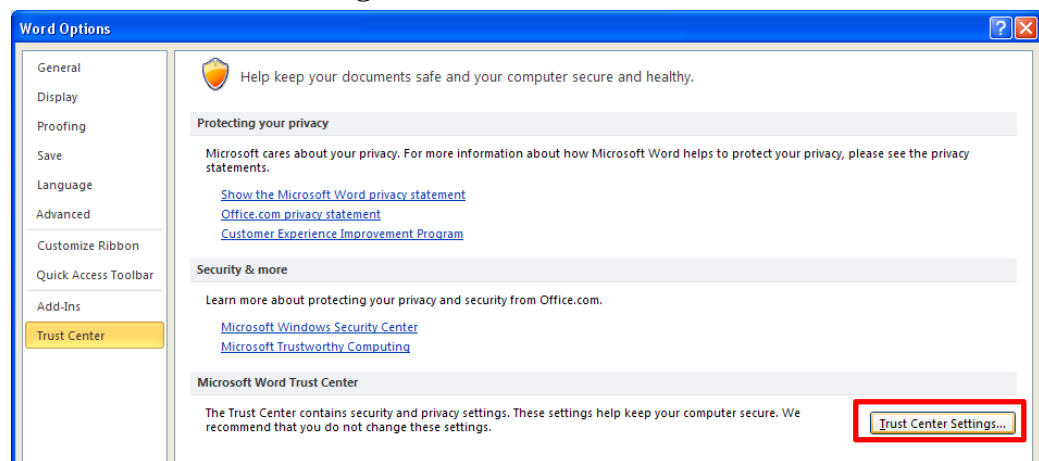 Word Options
General
Display
Proofing
Save
Language
Advanced
Customize Ribbon
Quick Access Toolbar
Add-Ins
Trust Center
Help keep your documents safe and your computer secure and healthy.
Protecting your privacy
Microsoft cares about your privacy. For more information about how Microsoft Word helps to protect your privacy, please see the privacy
statements.
Show the Microsoft Word privacy statement
Office.com privacy statement
Customer Experience Improvement Program
Security & more
Learn more about protecting your privacy and security from Office.com.
Microsoft Windows Security Center
Microsoft Trustworthy Computing
Microsoft Word Trust Center
The Trust Center contains security and privacy settings. These settings help keep your computer secure. We
recommend that you do not change these settings.
Trust Center Settings...